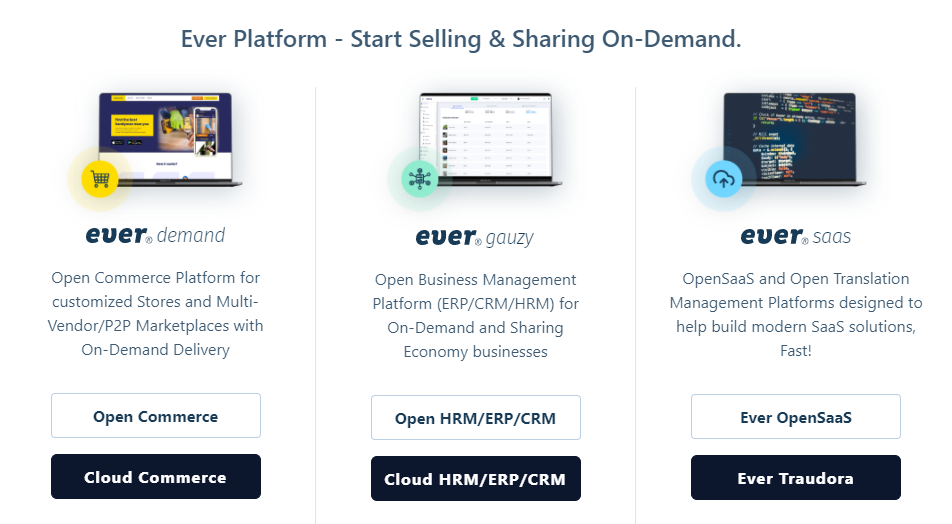 Ever Platform - Start Selling & Sharing On-Demand.
ever® demand
Open Commerce Platform for
customized Stores and Multi-
Vendor/P2P Marketplaces with
On-Demand Delivery
Open Commerce
Cloud Commerce
ever® gauzy
Open Business Management
Platform (ERP/CRM/HRM) for
On-Demand and Sharing
Economy businesses
Open HRM/ERP/CRM
Cloud HRM/ERP/CRM
ever® saas
OpenSaaS and Open Translation
Management Platforms designed to
help build modern SaaS solutions,
Fast!
Ever OpenSaaS
Ever Traudora